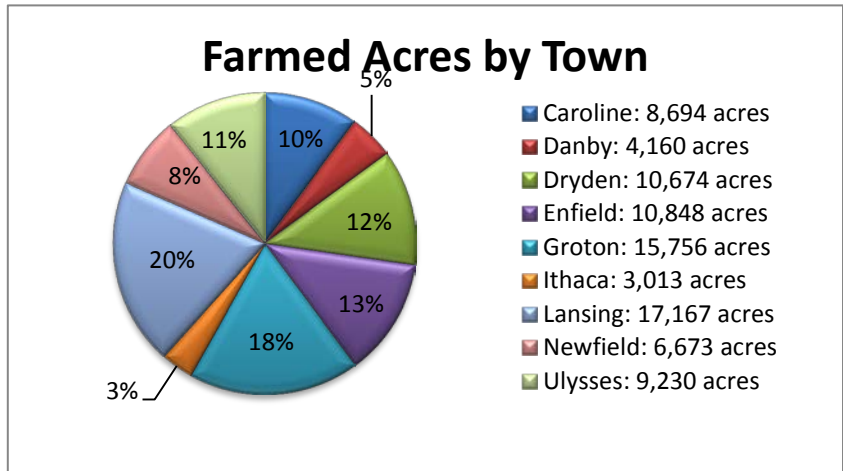 Farmed Acres by Town
5%
10%
11%
8%
12%
20%
13%
18%
3%
Caroline: 8,694 acres
Danby: 4,160 acres
Dryden: 10,674 acres
Enfield: 10,848 acres
Groton: 15,756 acres
Ithaca: 3,013 acres
Lansing: 17,167 acres
Newfield: 6,673 acres
Ulysses: 9,230 acres